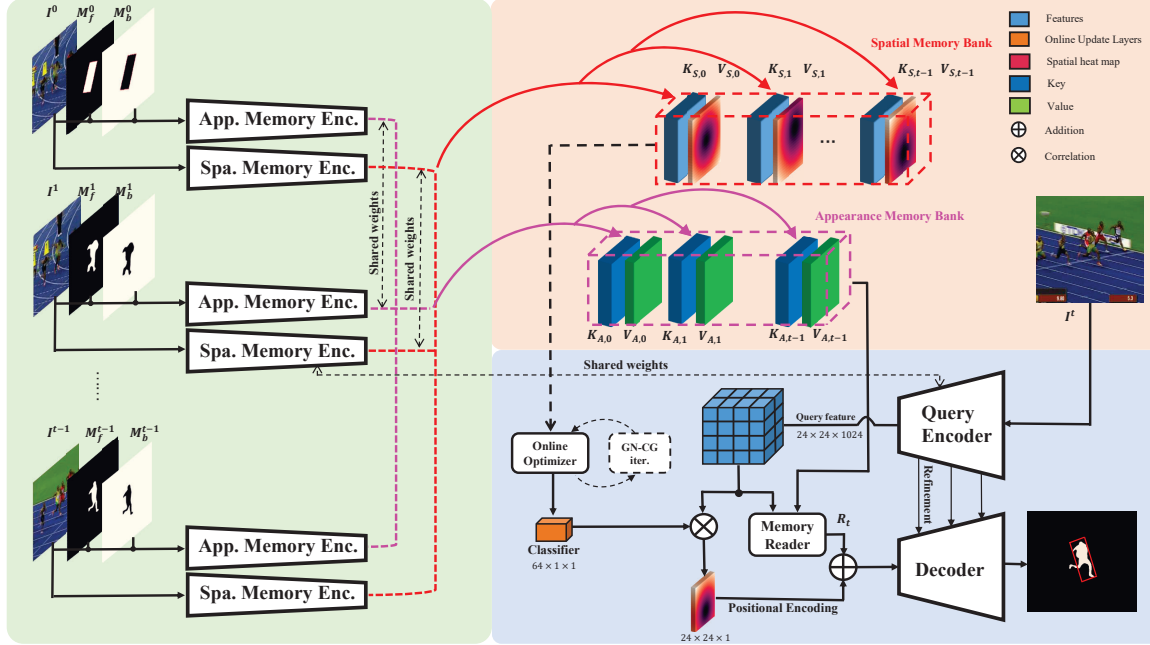 I^0 M_f^0 M_b^0
App. Memory Enc.
Spa. Memory Enc.
I^1 M_f^1 M_b^1
Shared weights
Shared weights
App. Memory Enc.
Spa. Memory Enc.
......
I^{t−1} M_f^{t−1} M_b^{t−1}
App. Memory Enc.
Spa. Memory Enc.
Spatial Memory Bank
K_{S,0} V_{S,0} K_{S,1} V_{S,1} K_{S,t−1} V_{S,t−1}
...
Appearance Memory Bank
K_{A,0} V_{A,0} K_{A,1} V_{A,1} K_{A,t−1} V_{A,t−1}
Features
Online Update Layers
Spatial heat map
Key
Value
Addition
Correlation
I^t
Shared weights
Query feature
24 × 24 × 1024
Query
Encoder
Online
Optimizer
GN-CG
iter.
Refinement
Classifier
64 × 1 × 1
Memory
Reader
R_t
Decoder
Positional Encoding
24 × 24 × 1